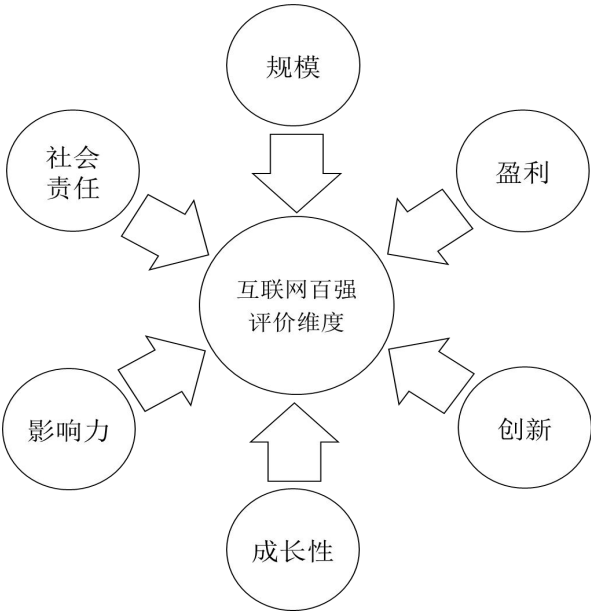 规模
社会
责任
盈利
互联网百强
评价维度
影响力
创新
成长性